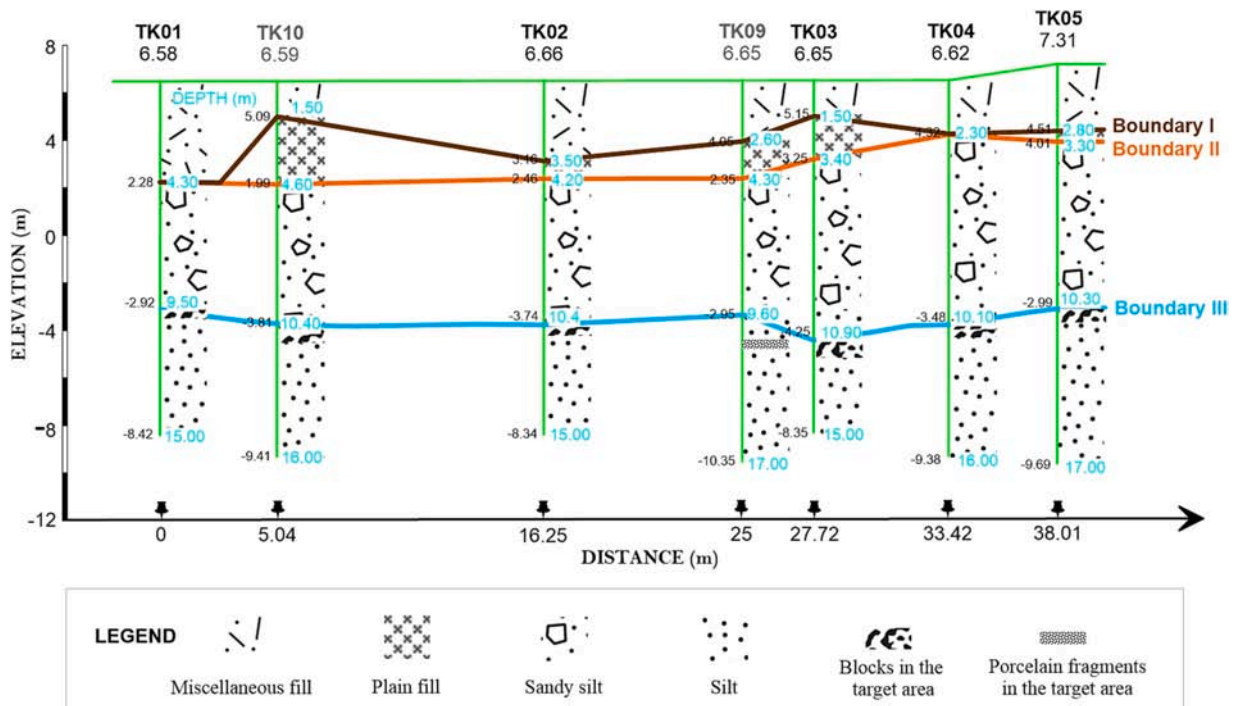 TK01 TK10 TK02 TK09 TK03 TK04 TK05
6.58 6.59 6.66 6.65 6.65 6.62 7.31
8
4
0
-4
-8
-12
ELEVATION (m)
DEPTH (m)
2.28 4.30
-2.92 9.50
-8.42 15.00
5.09 1.50
1.99 4.60
-3.81 10.40
-9.41 16.00
3.16 3.50
2.46 4.20
-3.74 10.4
-8.34 15.00
4.05 2.60
2.35 4.30
-2.95 9.60
-10.35 17.00
5.15 1.50
3.25 3.40
-4.25 10.90
-8.35 15.00
4.32 2.30
-3.48 10.10
-9.38 16.00
4.51 2.80
4.01 3.30
-2.99 10.30
-9.69 17.00
Boundary I
Boundary II
Boundary III
0 5.04 16.25 25 27.72 33.42 38.01
DISTANCE (m)
LEGEND
Miscellaneous fill
Plain fill
Sandy silt
Silt
Blocks in the
target area
Porcelain fragments
in the target area